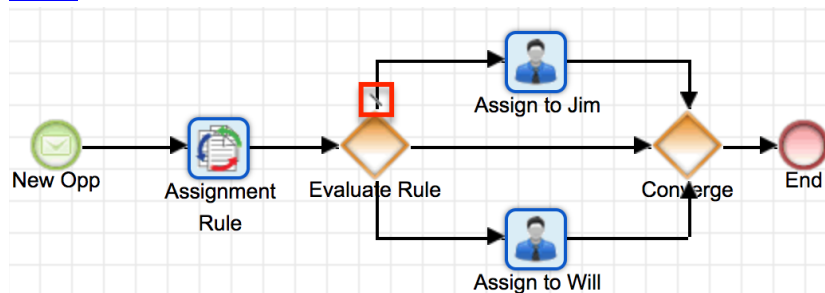 Assign to Jim
New Opp
Assignment
Rule
Evaluate Rule
Converge
End
Assign to Will